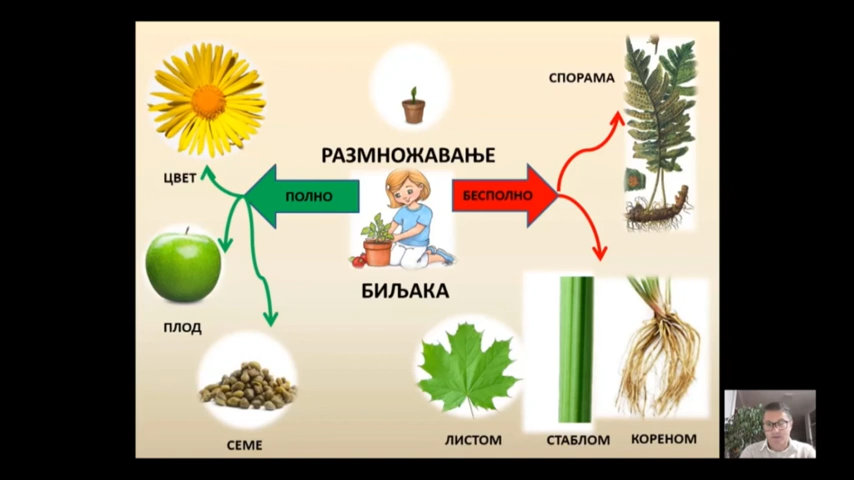 СПОРАМА
РАЗМНОЖАВАЊЕ
ЦВЕТ
ПОЛНО
БЕСПОЛНО
БИЉАКА
ПЛОД
СЕМЕ
ЛИСТОМ
СТАБЛОМ
КОРЕНОМ